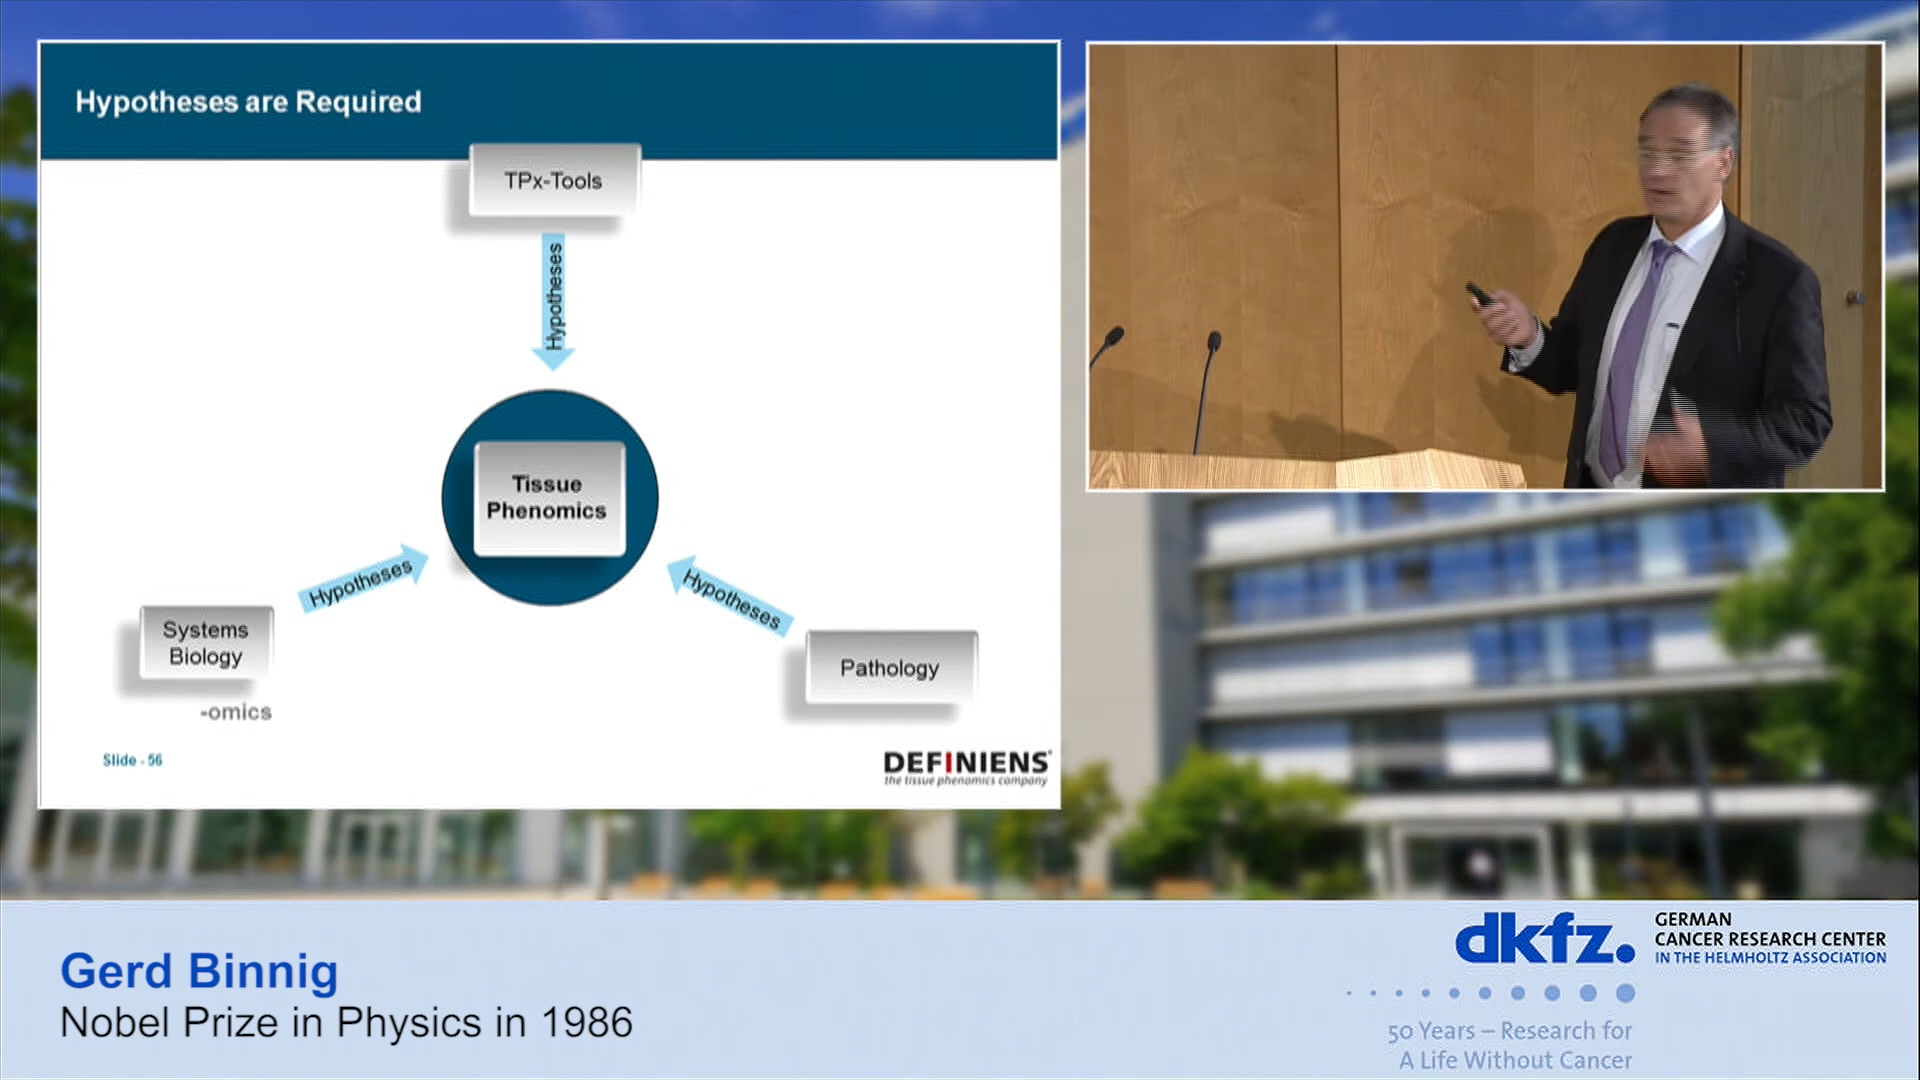 Hypotheses are Required
TPx-Tools
Hypotheses
Tissue
Phenomics
Hypotheses
Hypotheses
Systems
Biology
-omics
Pathology
Slide - 56
DEFINIENS
the tissue phenomics company
Gerd Binnig
Nobel Prize in Physics in 1986
dkfz.
GERMAN
CANCER RESEARCH CENTER
IN THE HELMHOLTZ ASSOCIATION
50 Years – Research for
A Life Without Cancer